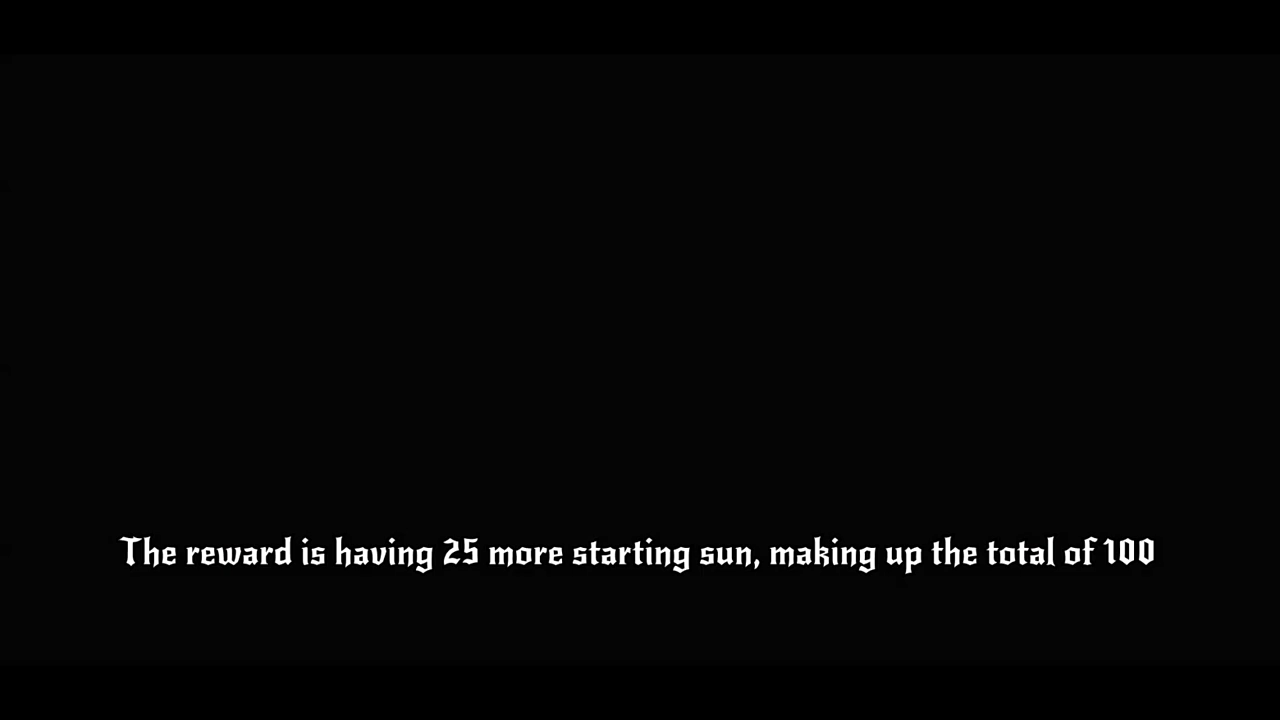 The reward is having 25 more starting sun, making up the total of 100